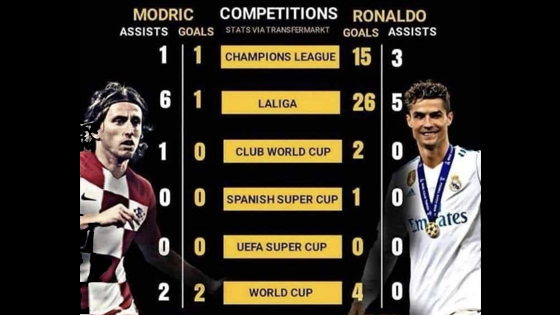 MODRIC COMPETITIONS RONALDO
ASSISTS GOALS STATS VIA TRANSFERMARKT GOALS ASSISTS
1 1 CHAMPIONS LEAGUE 15 3
6 1 LALIGA 26 5
1 0 CLUB WORLD CUP 2 0
0 0 SPANISH SUPER CUP 1 0
Emirates
0 0 UEFA SUPER CUP 0 0
2 2 WORLD CUP 4 0